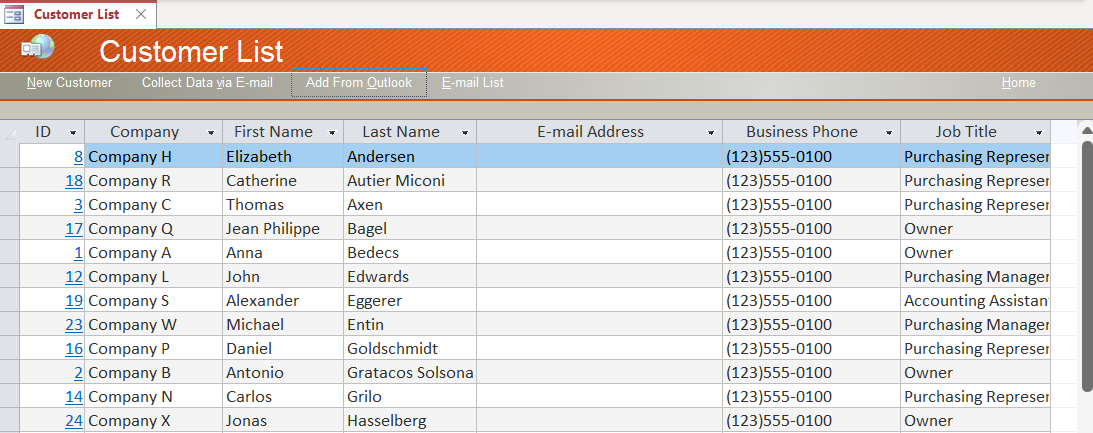 Customer List
Customer List
New Customer Collect Data via E-mail Add From Outlook E-mail List Home
ID Company First Name Last Name E-mail Address Business Phone Job Title
8 Company H Elizabeth Andersen (123)555-0100 Purchasing Represer
18 Company R Catherine Autier Miconi (123)555-0100 Purchasing Represer
3 Company C Thomas Axen (123)555-0100 Purchasing Represer
17 Company Q Jean Philippe Bagel (123)555-0100 Owner
1 Company A Anna Bedecs (123)555-0100 Owner
12 Company L John Edwards (123)555-0100 Purchasing Manager
19 Company S Alexander Eggerer (123)555-0100 Accounting Assistan
23 Company W Michael Entin (123)555-0100 Purchasing Manager
16 Company P Daniel Goldschmidt (123)555-0100 Purchasing Represer
2 Company B Antonio Gratacos Solsona (123)555-0100 Owner
14 Company N Carlos Grilo (123)555-0100 Purchasing Represer
24 Company X Jonas Hasselberg (123)555-0100 Owner